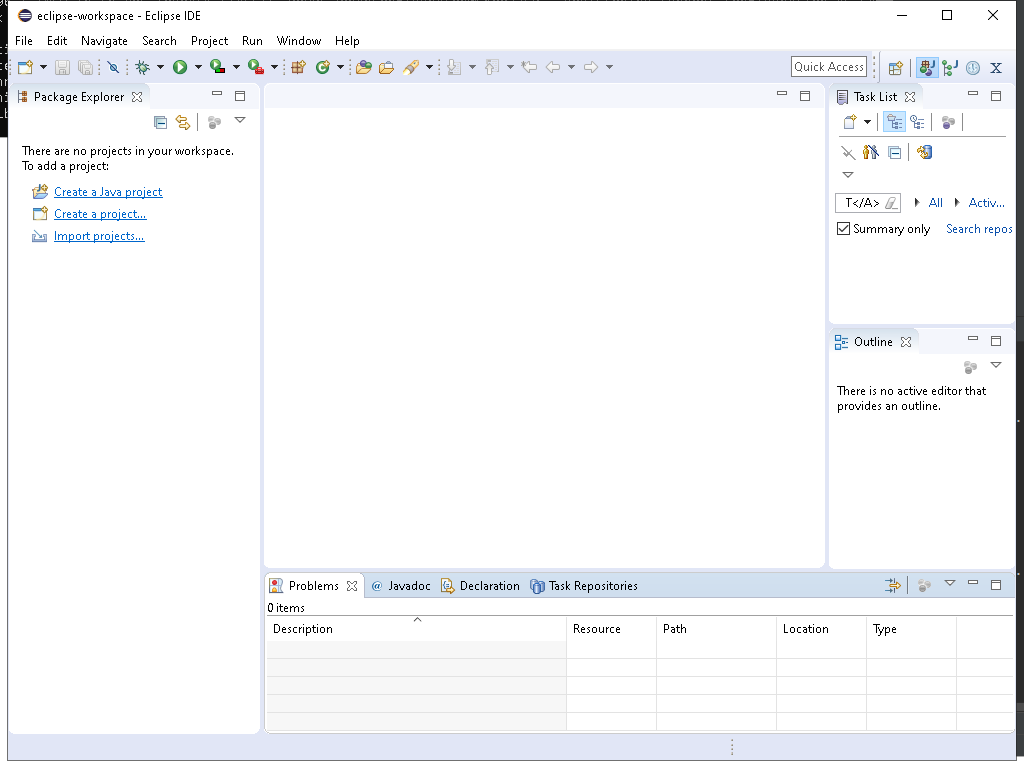 eclipse-workspace - Eclipse IDE
File Edit Navigate Search Project Run Window Help
Quick Access
Package Explorer
There are no projects in your workspace.
To add a project:
Create a Java project
Create a project...
Import projects...
Task List
T</A> All Activ...
Summary only Search repos
Outline
There is no active editor that
provides an outline.
Problems @ Javadoc Declaration Task Repositories
0 items
Description Resource Path Location Type